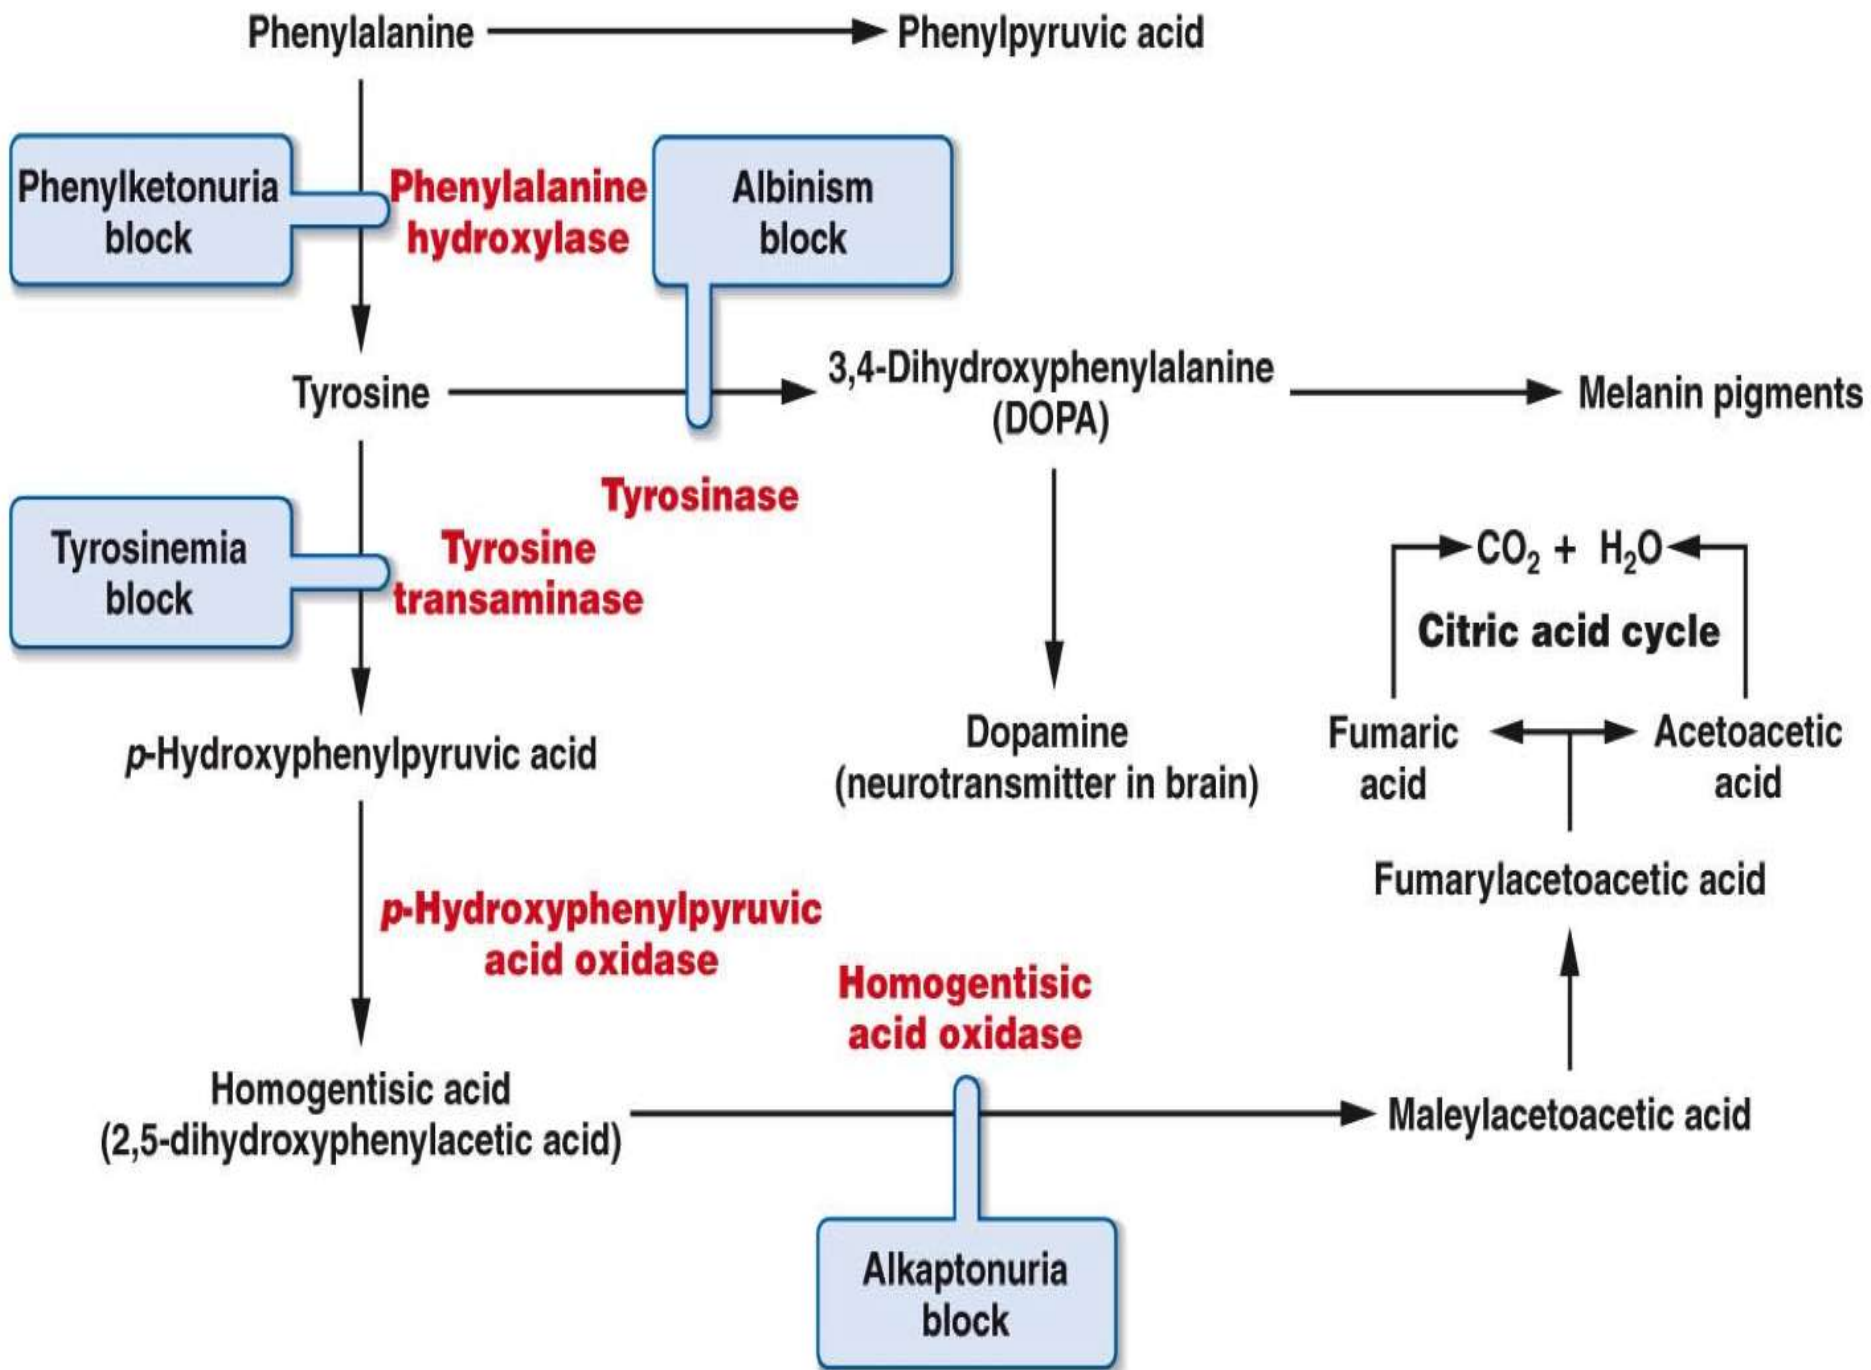 Phenylalanine
Phenylpyruvic acid
Phenylketonuria
block
Phenylalanine
hydroxylase
Albinism
block
Tyrosine
3,4-Dihydroxyphenylalanine
(DOPA)
Melanin pigments
Tyrosinase
Tyrosinemia
block
Tyrosine
transaminase
CO₂ + H₂O
Citric acid cycle
p-Hydroxyphenylpyruvic acid
Dopamine
(neurotransmitter in brain)
Fumaric
acid
Acetoacetic
acid
Fumarylacetoacetic acid
p-Hydroxyphenylpyruvic
acid oxidase
Homogentisic
acid oxidase
Homogentisic acid
(2,5-dihydroxyphenylacetic acid)
Maleylacetoacetic acid
Alkaptonuria
block